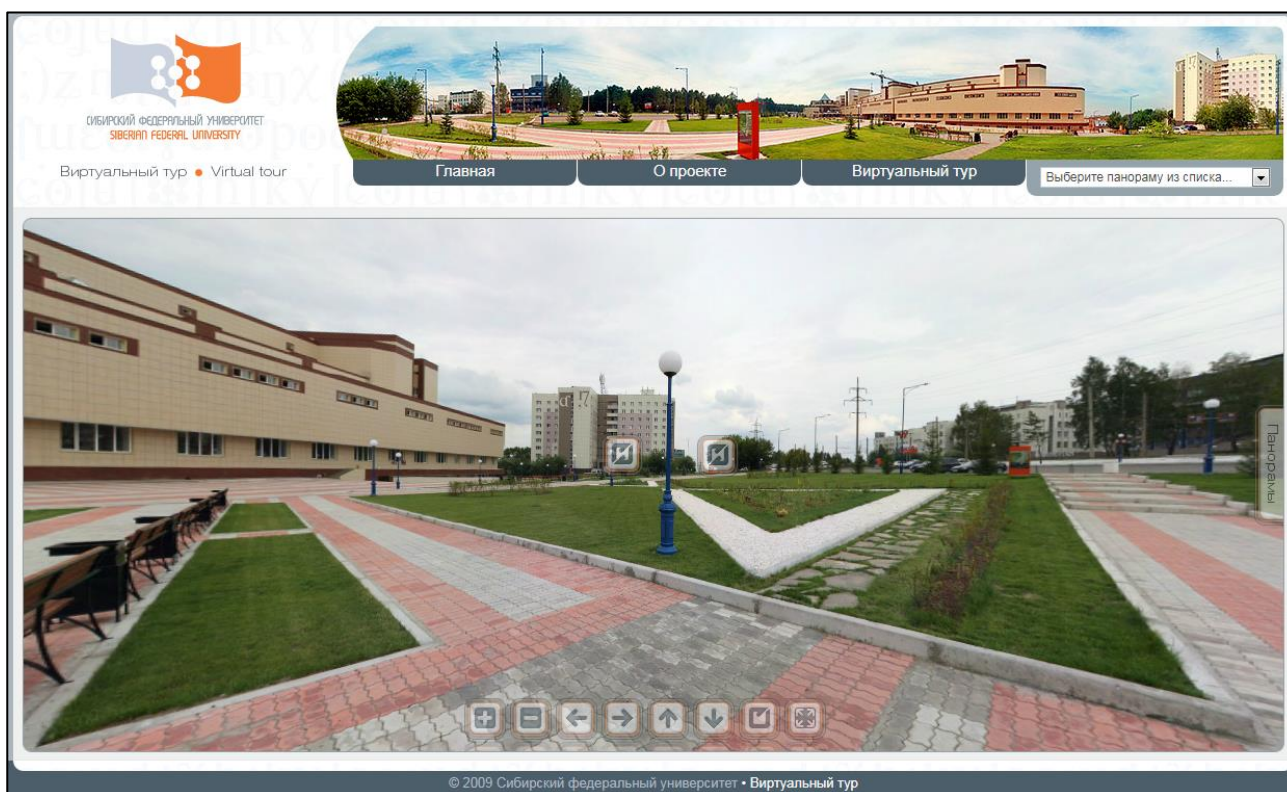 СИБИРСКИЙ ФЕДЕРАЛЬНЫЙ УНИВЕРСИТЕТ
SIBERIAN FEDERAL UNIVERSITY
Виртуальный тур • Virtual tour
Главная
О проекте
Виртуальный тур
Выберите панораму из списка...
Панорамы
© 2009 Сибирский федеральный университет • Виртуальный тур